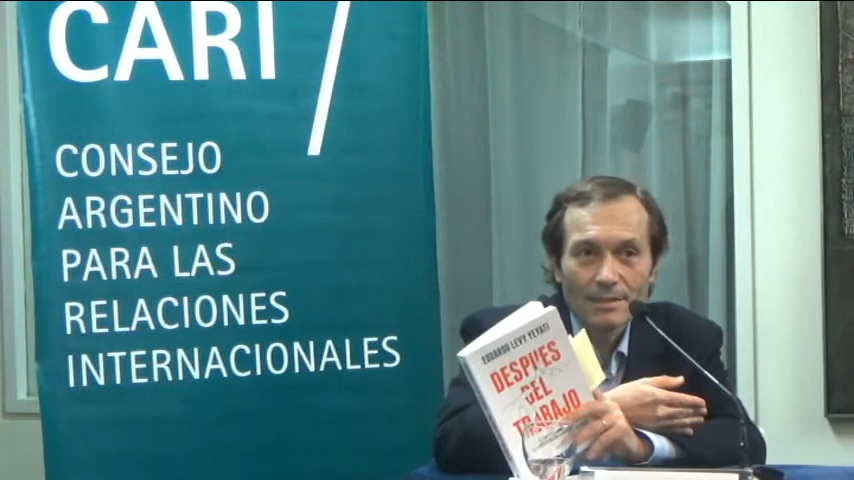 CARI
CONSEJO
ARGENTINO
PARA LAS
RELACIONES
INTERNACIONALES
EDUARDO LEVY YEYATI
DESPUES
DEL
TRABAJO